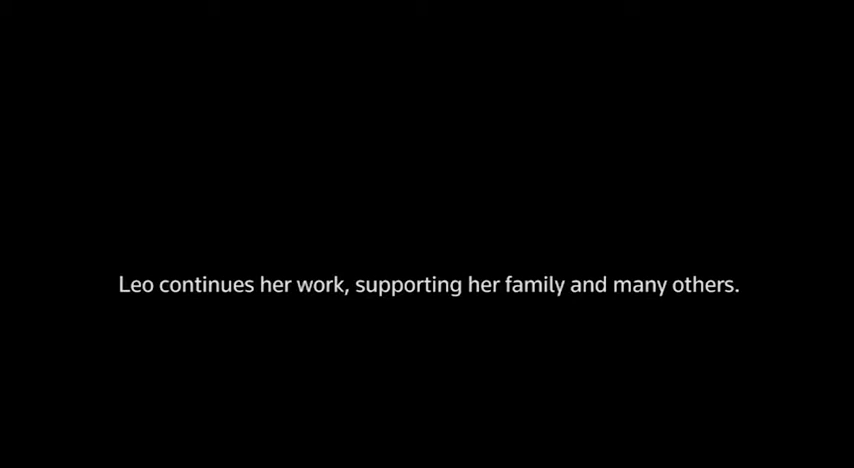 Leo continues her work, supporting her family and many others.